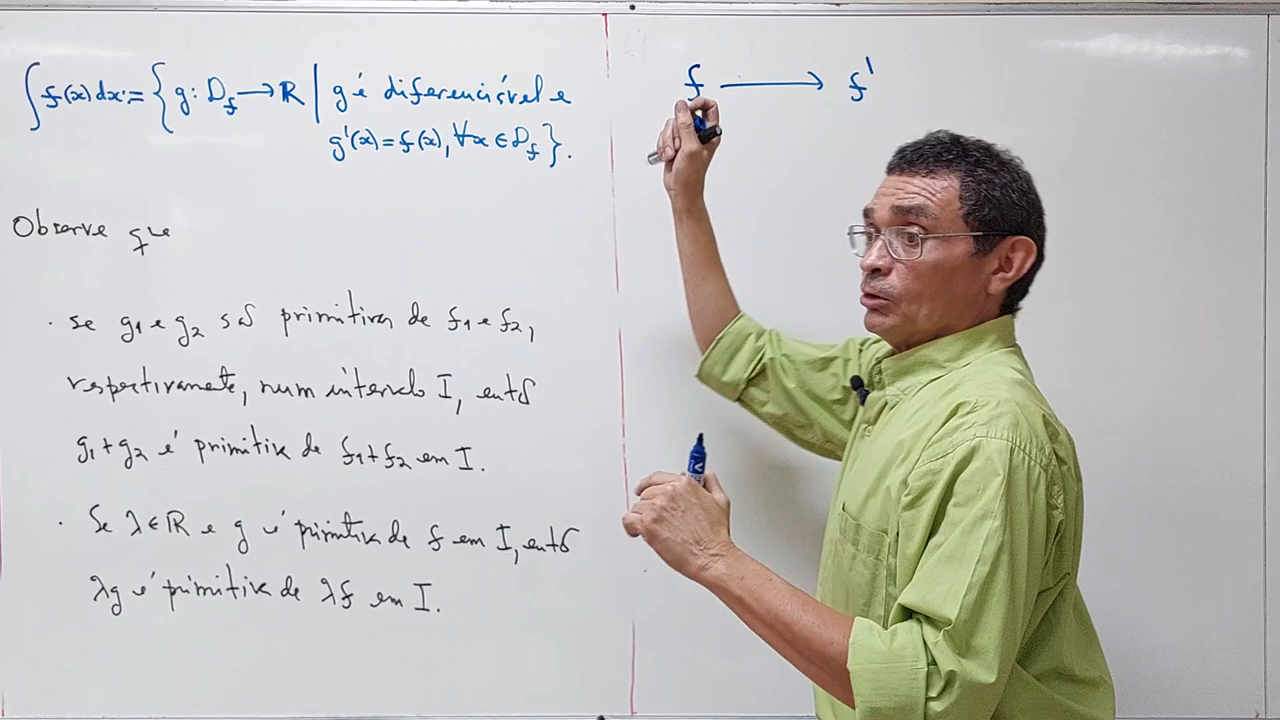 ∫f(x)dx := {g: D_f → ℝ | g é diferenciável e
g'(x) = f(x), ∀x ∈ D_f}.
Observe que
· Se g₁ e g₂ são primitivas de f₁ e f₂,
respectivamente, num intervalo I, então
g₁ + g₂ é primitiva de f₁ + f₂ em I.
· Se λ ∈ ℝ e g é primitiva de f em I, então
λg é primitiva de λf em I.
f → f'